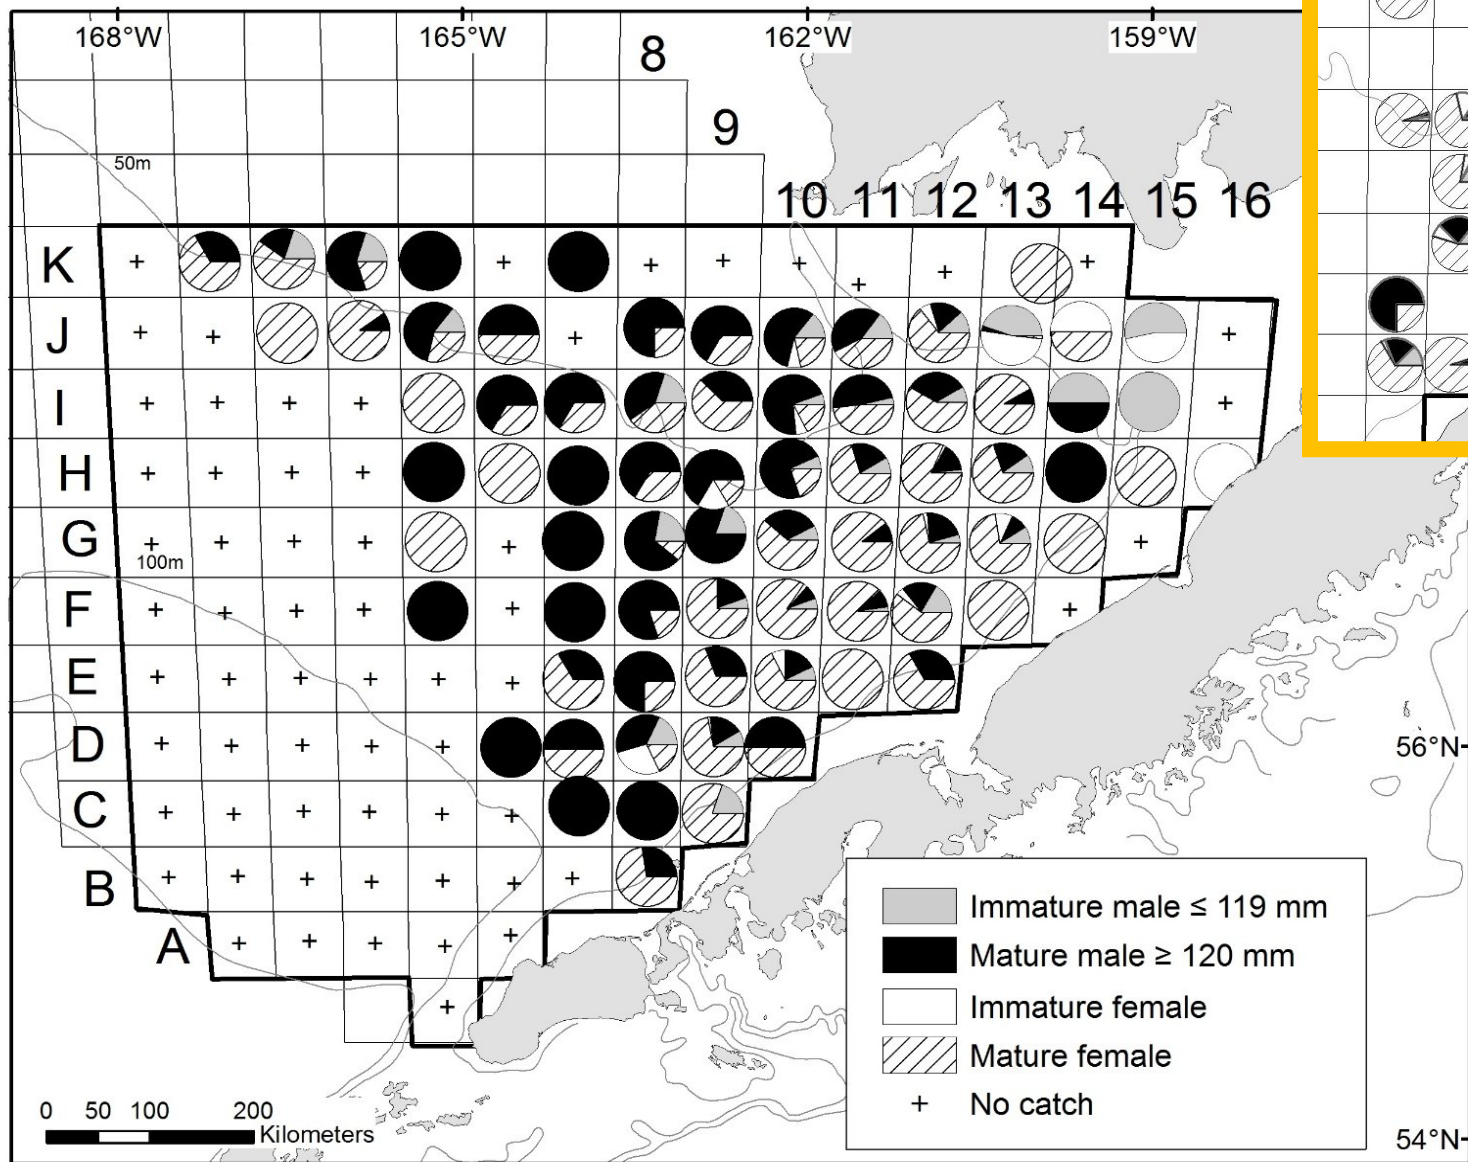 168°W 165°W 162°W 159°W
8
9
50m
10 11 12 13 14 15 16
K
J
I
H
G
100m
F
E
D
56°N
C
B
A
Immature male ≤ 119 mm
Mature male ≥ 120 mm
Immature female
Mature female
+ No catch
0 50 100 200
Kilometers
54°N